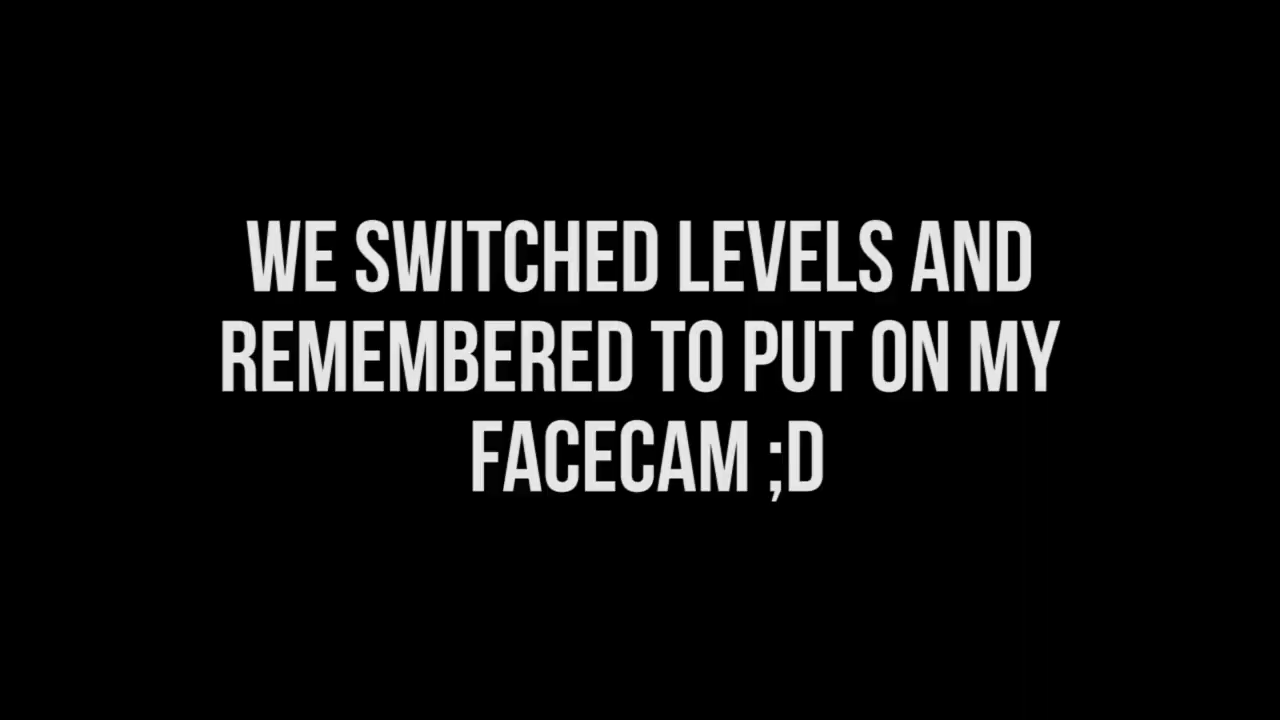 WE SWITCHED LEVELS AND
REMEMBERED TO PUT ON MY
FACECAM ;D